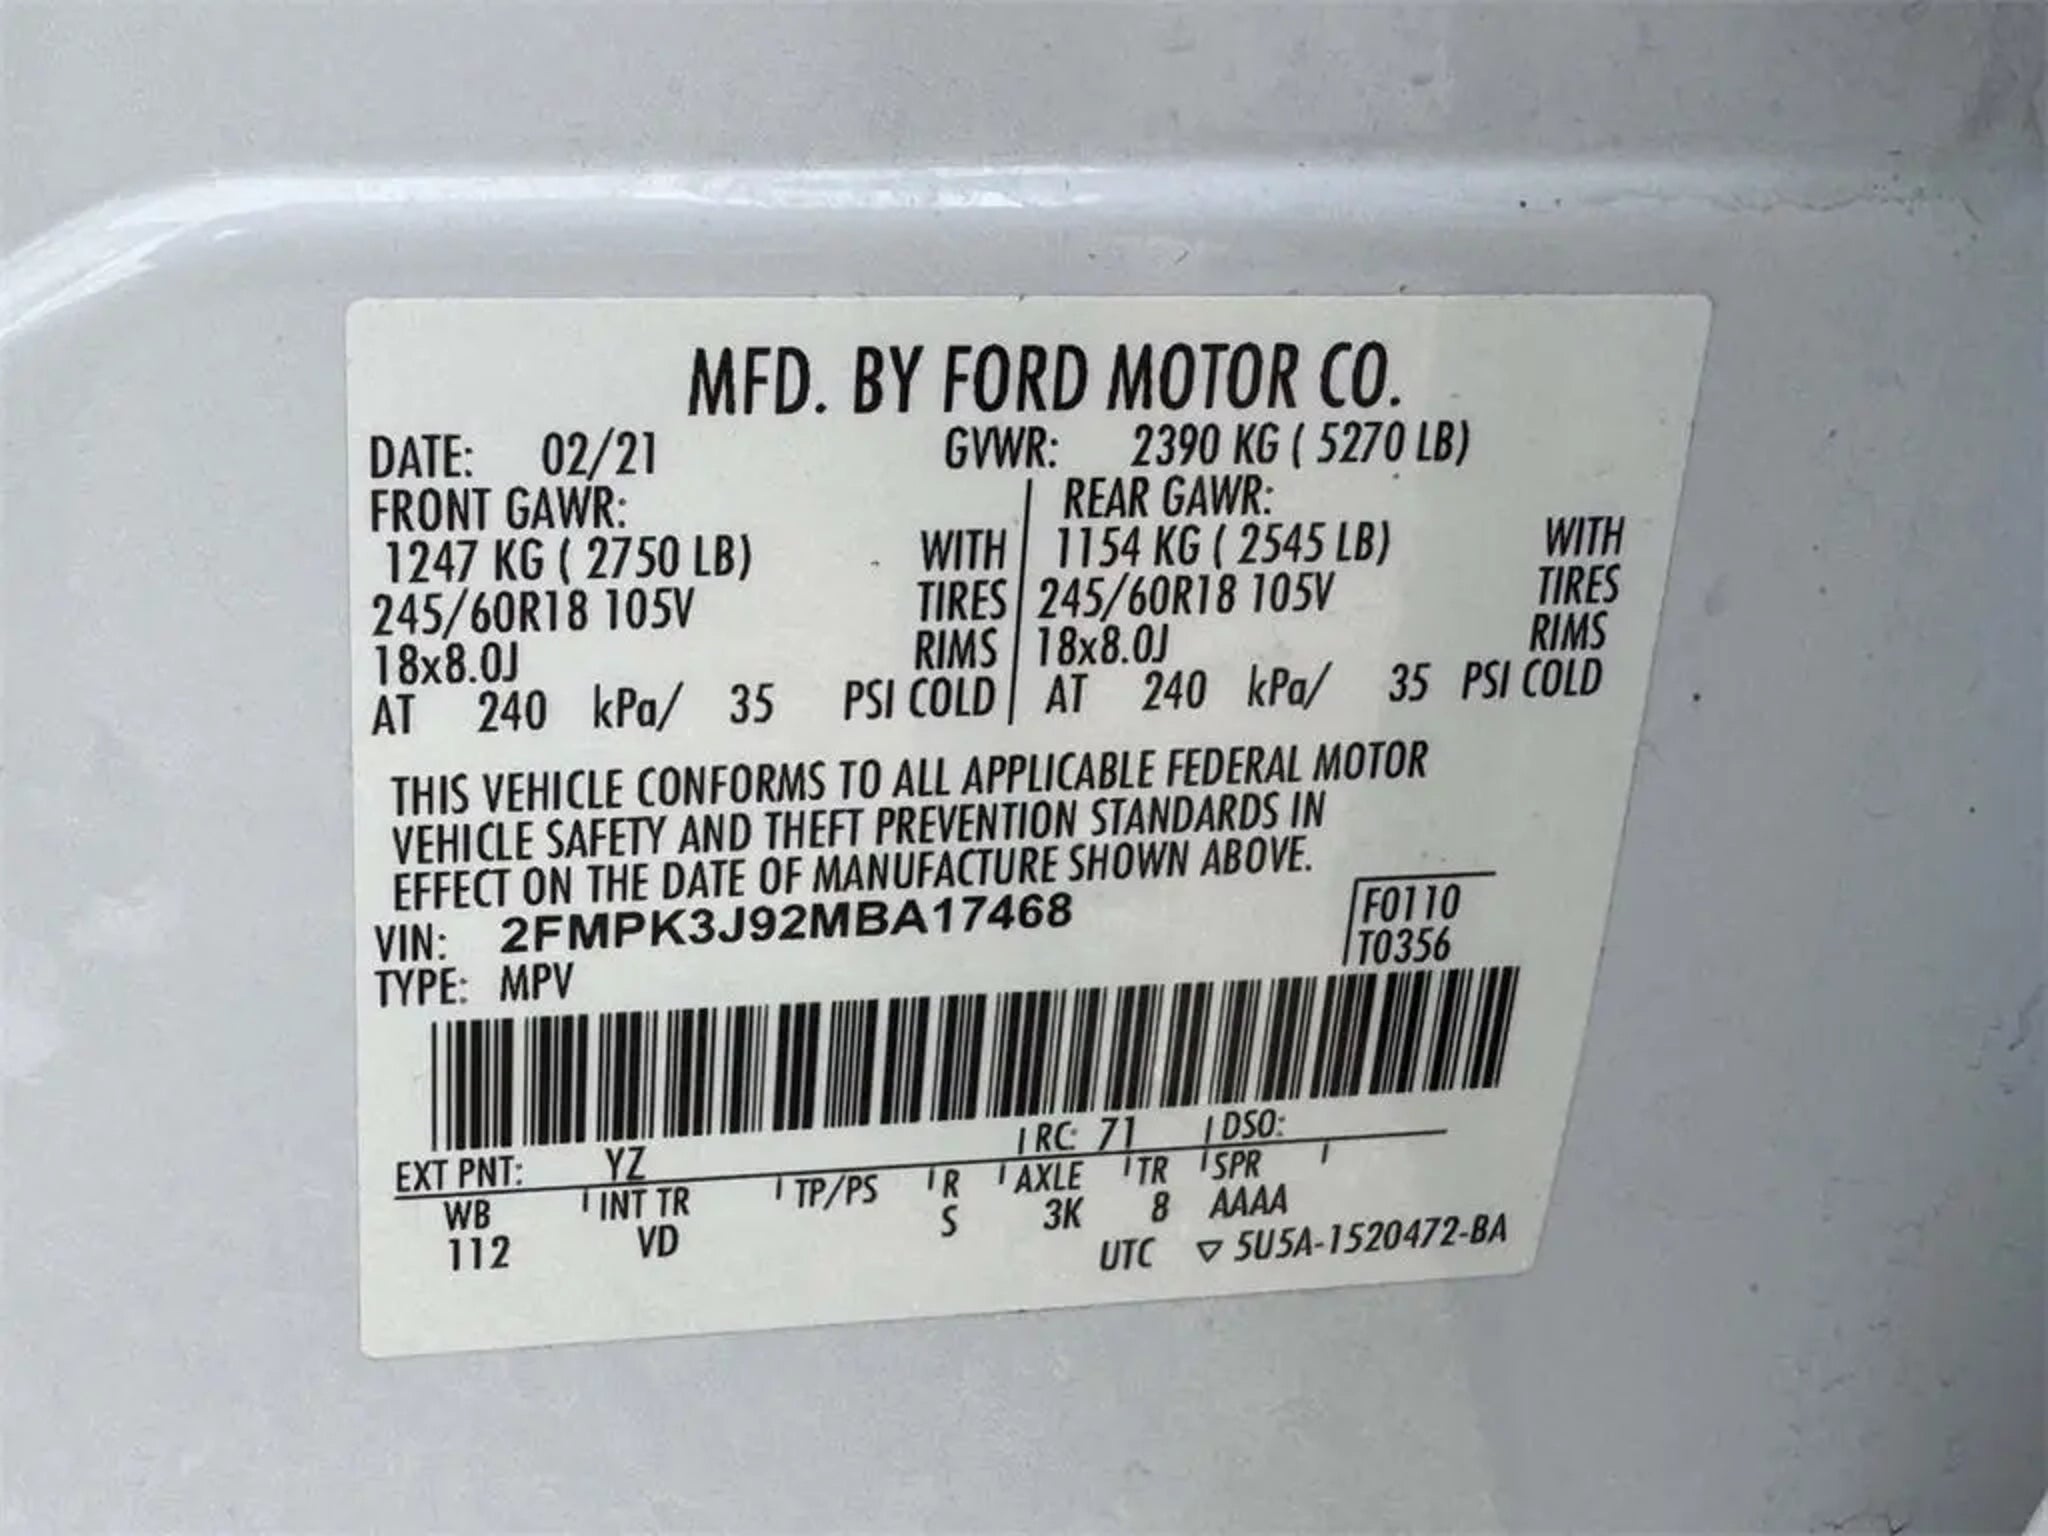 MFD. BY FORD MOTOR CO.
DATE: 02/21 GVWR: 2390 KG ( 5270 LB)
FRONT GAWR: REAR GAWR:
1247 KG ( 2750 LB) WITH 1154 KG ( 2545 LB) WITH
245/60R18 105V TIRES 245/60R18 105V TIRES
18x8.0J RIMS 18x8.0J RIMS
AT 240 kPa/ 35 PSI COLD AT 240 kPa/ 35 PSI COLD
THIS VEHICLE CONFORMS TO ALL APPLICABLE FEDERAL MOTOR
VEHICLE SAFETY AND THEFT PREVENTION STANDARDS IN
EFFECT ON THE DATE OF MANUFACTURE SHOWN ABOVE.
VIN: 2FMPK3J92MBA17468 F0110
TYPE: MPV T0356
EXT PNT: YZ RC: 71 DSO:
WB INT TR TP/PS R AXLE TR SPR
112 VD S 3K 8 AAAA
UTC ▽ 5U5A-1520472-BA